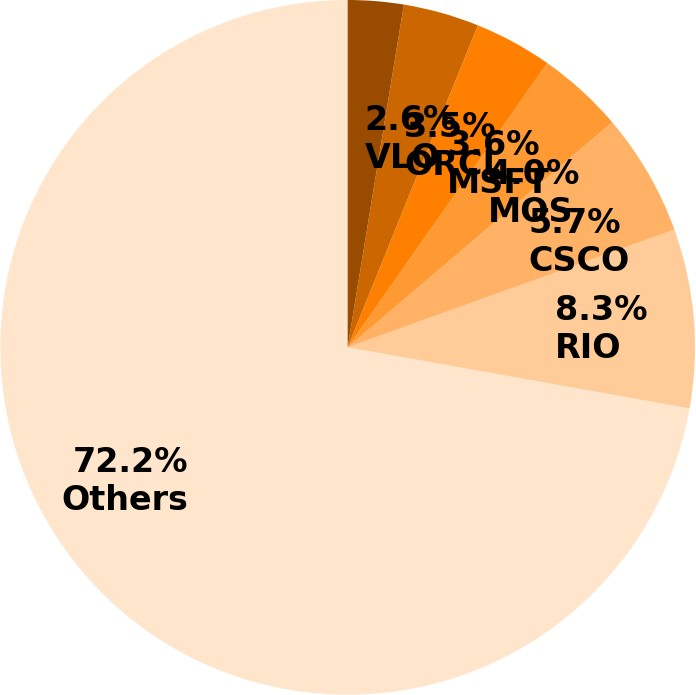 2.6%
VLO
3.5%
ORCL
3.6%
MSFT
4.0%
MOS
5.7%
CSCO
8.3%
RIO
72.2%
Others